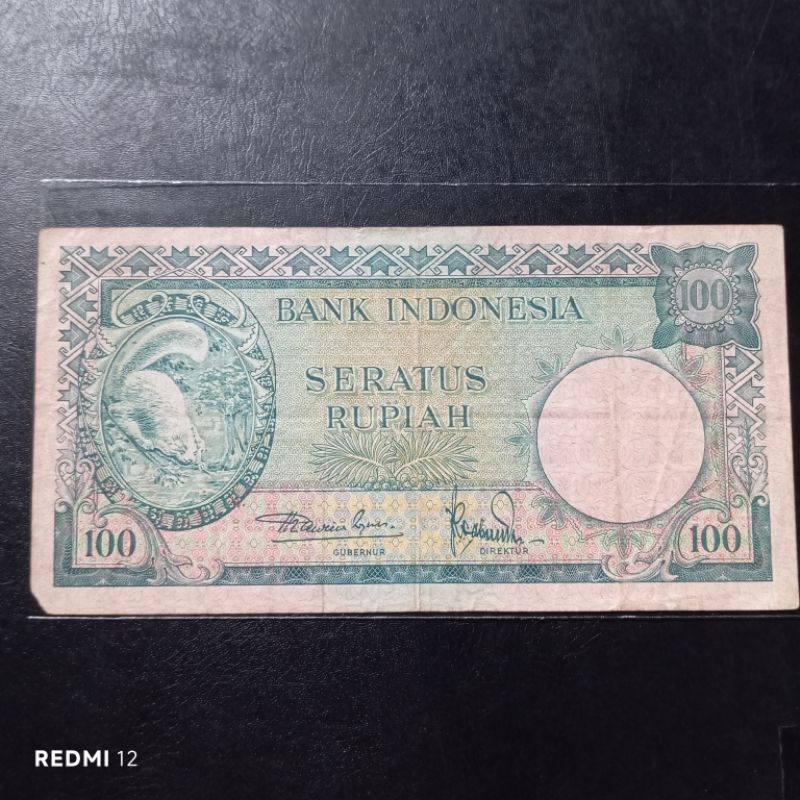 BANK INDONESIA
100
SERATUS
RUPIAH
100
GUBERNUR
DIREKTUR
100
REDMI 12